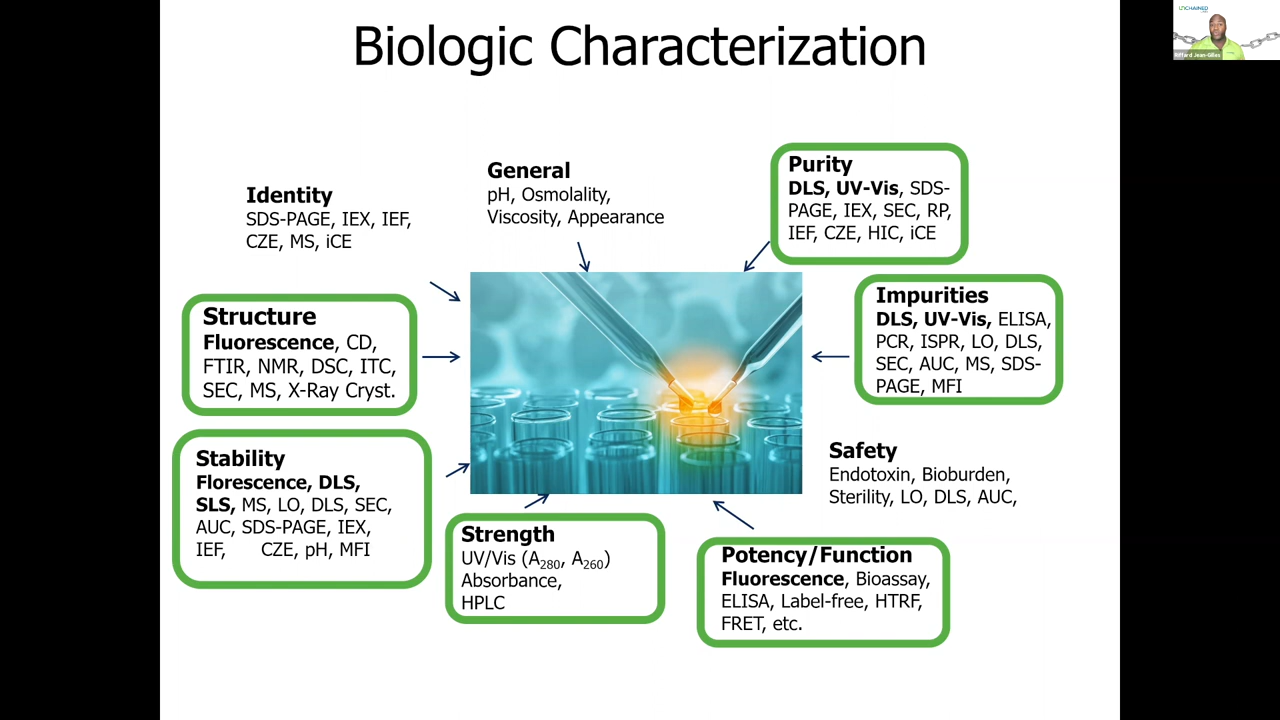 Biologic Characterization
UNCHAINED
Riffard Jean-Gilles
General
pH, Osmolality,
Viscosity, Appearance
Identity
SDS-PAGE, IEX, IEF,
CZE, MS, iCE
Purity
DLS, UV-Vis, SDS-
PAGE, IEX, SEC, RP,
IEF, CZE, HIC, iCE
Structure
Fluorescence, CD,
FTIR, NMR, DSC, ITC,
SEC, MS, X-Ray Cryst.
Impurities
DLS, UV-Vis, ELISA,
PCR, ISPR, LO, DLS,
SEC, AUC, MS, SDS-
PAGE, MFI
Stability
Florescence, DLS,
SLS, MS, LO, DLS, SEC,
AUC, SDS-PAGE, IEX,
IEF, CZE, pH, MFI
Safety
Endotoxin, Bioburden,
Sterility, LO, DLS, AUC,
Strength
UV/Vis (A280, A260)
Absorbance,
HPLC
Potency/Function
Fluorescence, Bioassay,
ELISA, Label-free, HTRF,
FRET, etc.